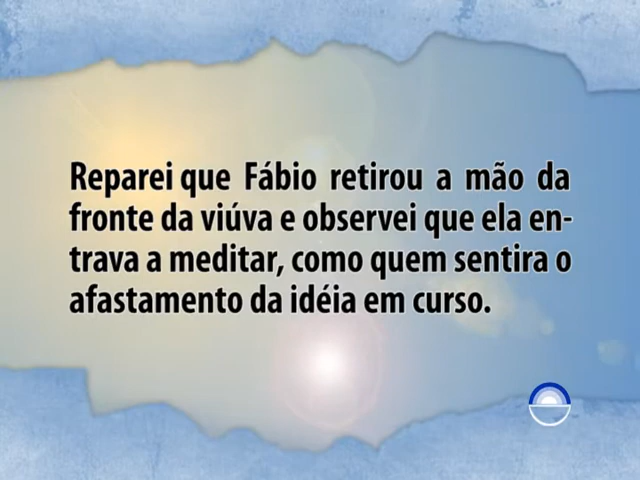 Reparei que Fábio retirou a mão da
fronte da viúva e observei que ela en-
trava a meditar, como quem sentira o
afastamento da idéia em curso.